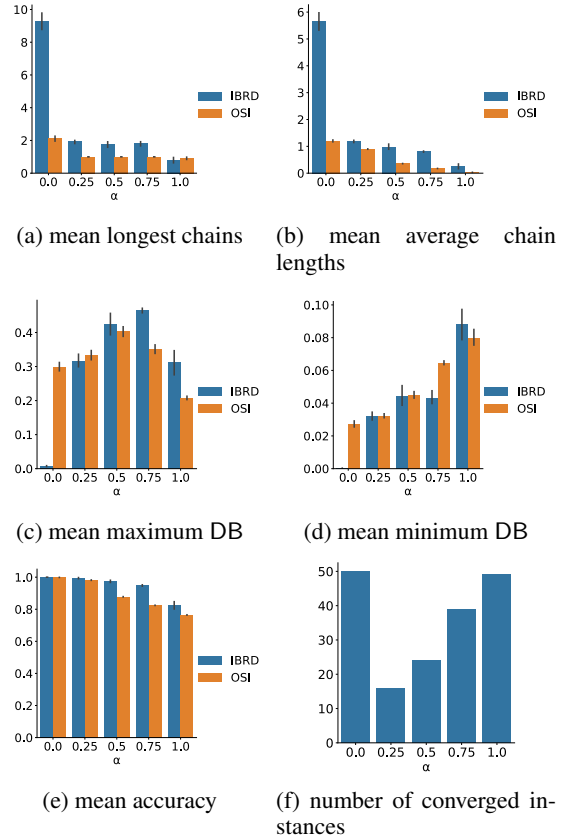 10
8
6
4
2
0
0.0 0.25 0.5 0.75 1.0
α
IBRD
OSI
(a) mean longest chains
6
5
4
3
2
1
0
0.0 0.25 0.5 0.75 1.0
α
IBRD
OSI
(b) mean average chain
lengths
0.4
0.3
0.2
0.1
0.0
0.0 0.25 0.5 0.75 1.0
α
IBRD
OSI
(c) mean maximum DB
0.10
0.08
0.06
0.04
0.02
0.00
0.0 0.25 0.5 0.75 1.0
α
IBRD
OSI
(d) mean minimum DB
1.0
0.8
0.6
0.4
0.2
0.0
0.0 0.25 0.5 0.75 1.0
α
IBRD
OSI
(e) mean accuracy
50
40
30
20
10
0
0.0 0.25 0.5 0.75 1.0
α
(f) number of converged in-
stances